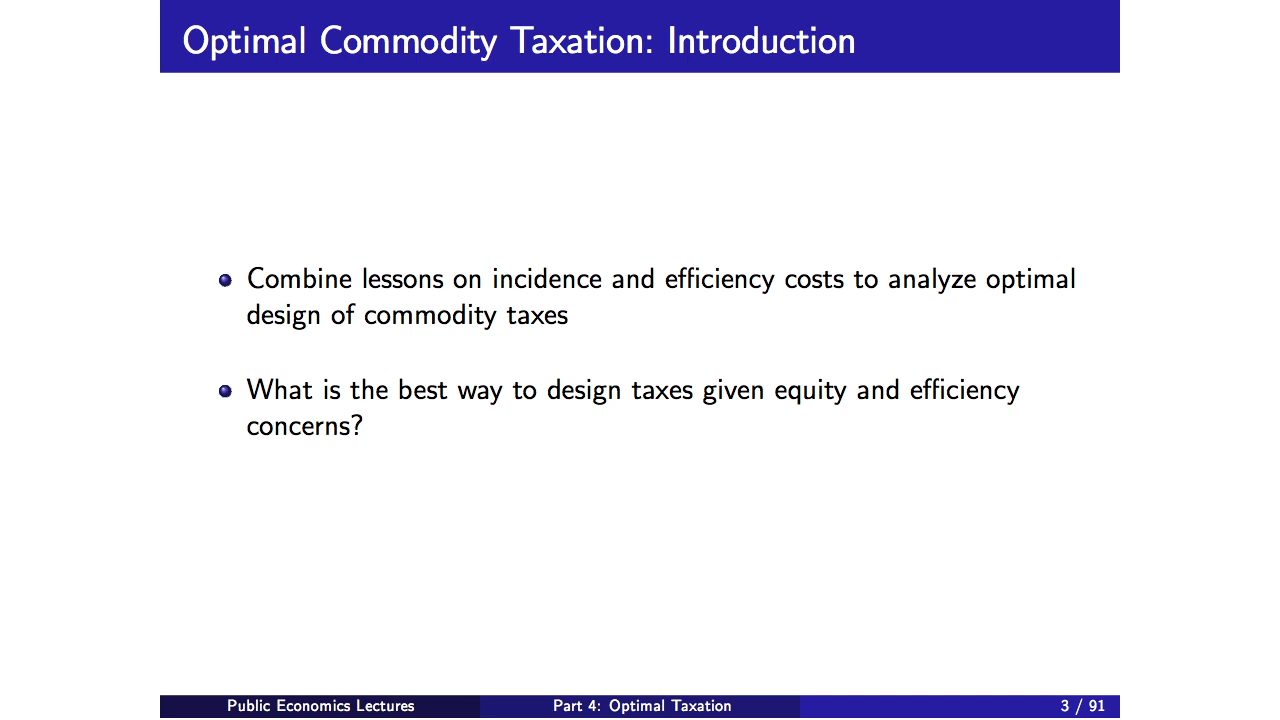 Optimal Commodity Taxation: Introduction
Combine lessons on incidence and efficiency costs to analyze optimal
design of commodity taxes
What is the best way to design taxes given equity and efficiency
concerns?
Public Economics Lectures
Part 4: Optimal Taxation
3 / 91